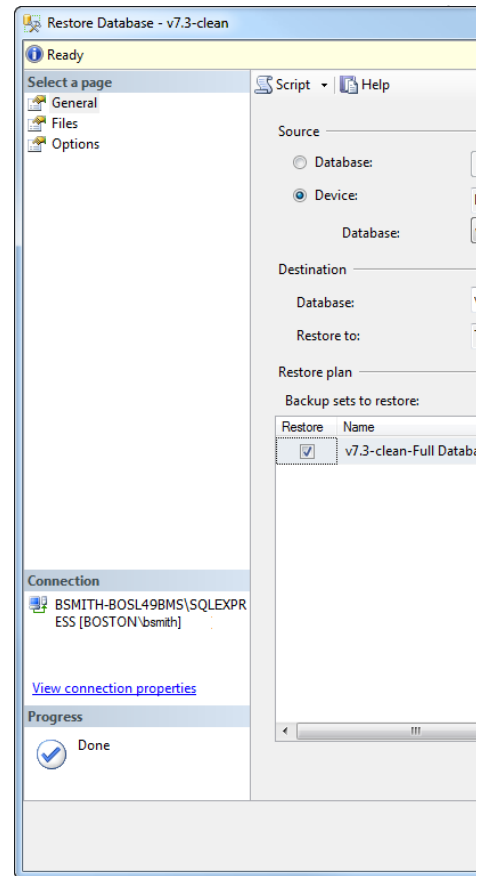 Restore Database - v7.3-clean
Ready
Select a page
General
Files
Options
Script
Help
Source
Database:
Device:
Database:
Destination
Database:
Restore to:
Restore plan
Backup sets to restore:
Restore Name
v7.3-clean-Full Databa
Connection
BSMITH-BOSL49BMS\SQLEXPR
ESS [BOSTON\bsmith]
View connection properties
Progress
Done